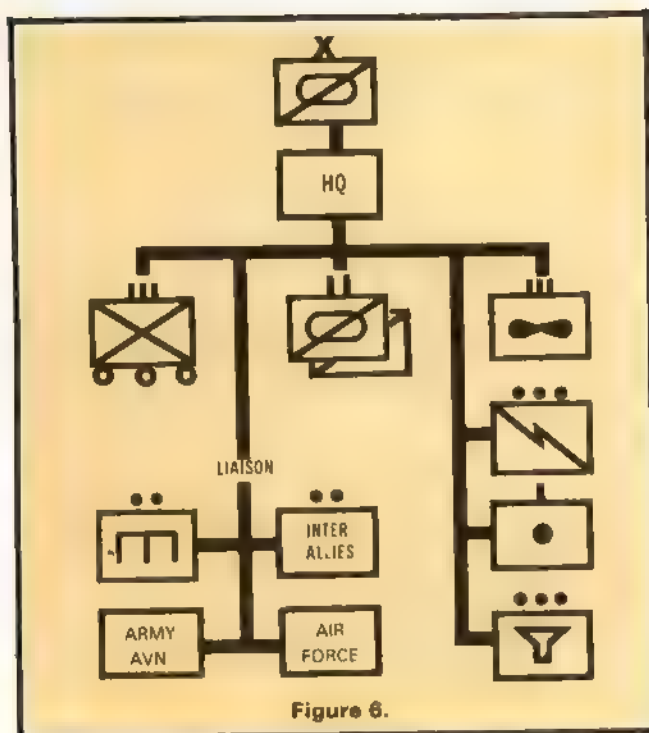 HQ
LIAISON
INTER
ALLIES
ARMY
AVN
AIR
FORCE
Figure 6.